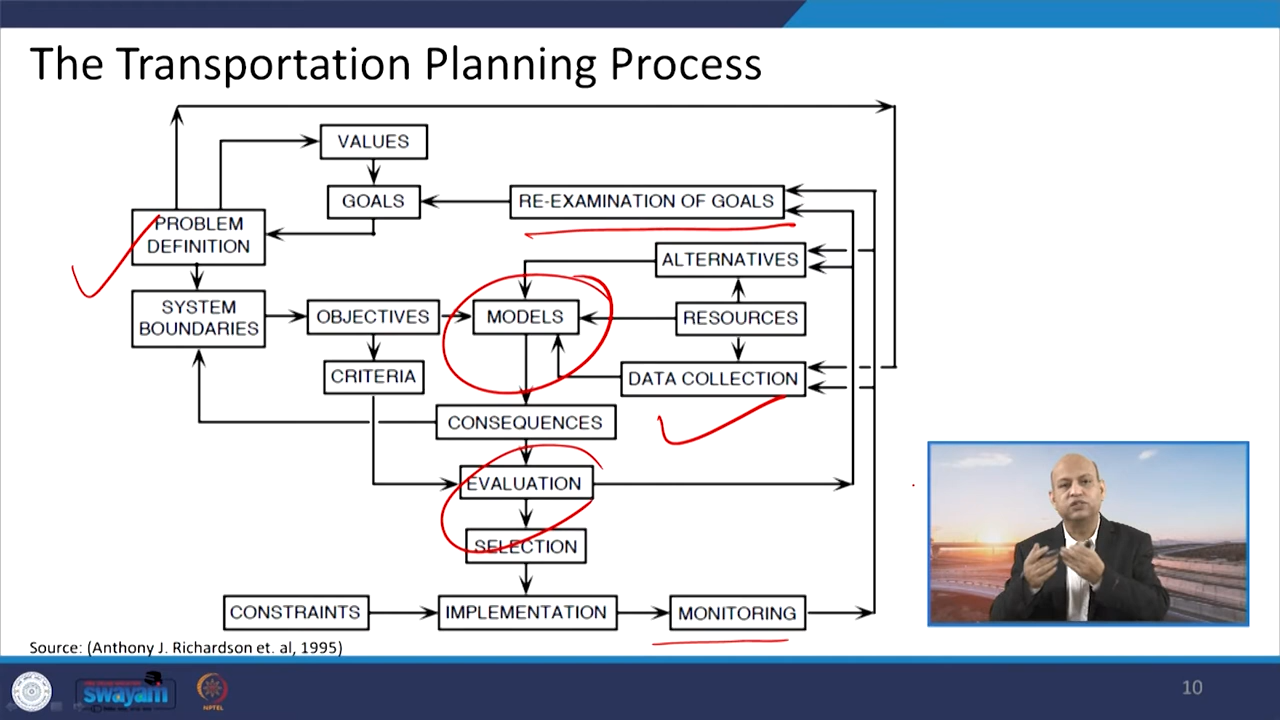 The Transportation Planning Process
VALUES
GOALS
RE-EXAMINATION OF GOALS
PROBLEM
DEFINITION
ALTERNATIVES
SYSTEM
BOUNDARIES
OBJECTIVES
MODELS
RESOURCES
CRITERIA
DATA COLLECTION
CONSEQUENCES
EVALUATION
SELECTION
CONSTRAINTS
IMPLEMENTATION
MONITORING
Source: (Anthony J. Richardson et. al, 1995)
swayam
NPTEL
10